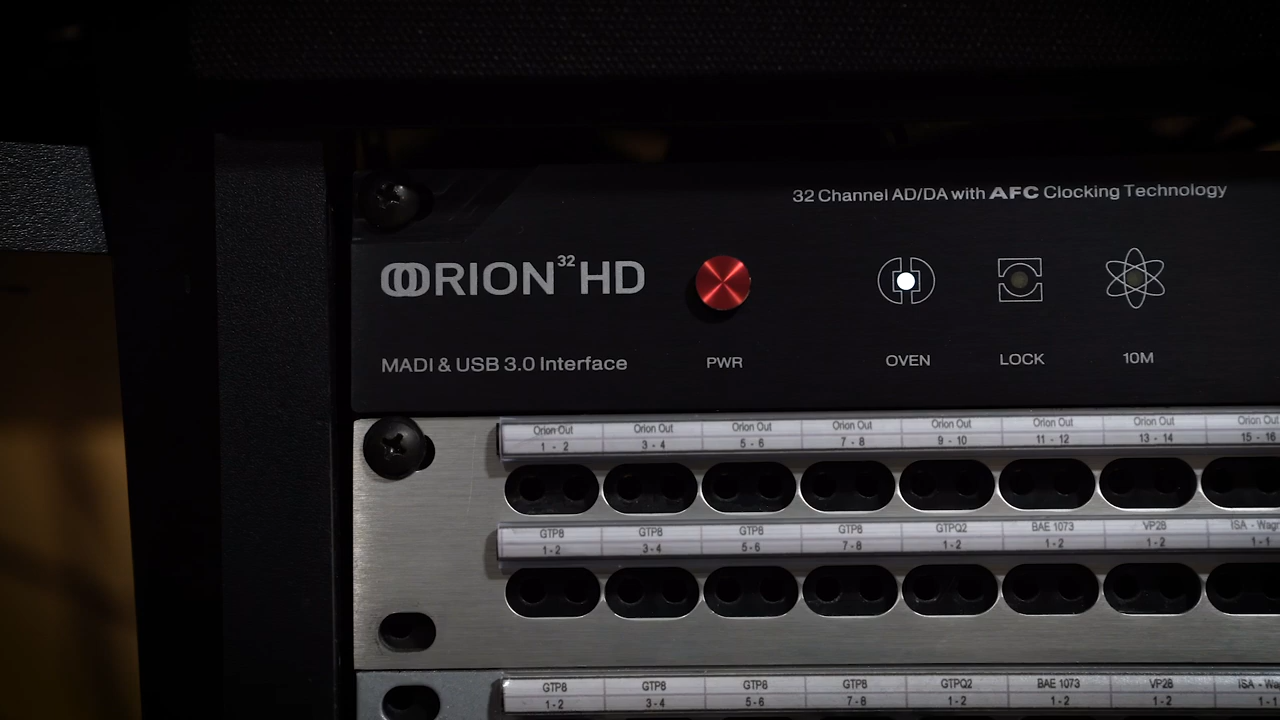 32 Channel AD/DA with AFC Clocking Technology
ORION 32 HD
MADI & USB 3.0 Interface
PWR
OVEN
LOCK
10M
Orion Out Orion Out Orion Out Orion Out Orion Out Orion Out Orion Out Orion Out
1 - 2 3 - 4 5 - 6 7 - 8 9 - 10 11 - 12 13 - 14 15 - 16
GTP8 GTP8 GTP8 GTP8 GTPQ2 BAE 1073 VP28 ISA -
1 - 2 3 - 4 5 - 6 7 - 8 1 - 2 1 - 2 1 - 2 1 - 1
GTP8 GTP8 GTP8 GTP8 GTPQ2 BAE 1073 VP28 ISA -
1 - 2 3 - 4 5 - 6 7 - 8 1 - 2 1 - 2 1 - 2